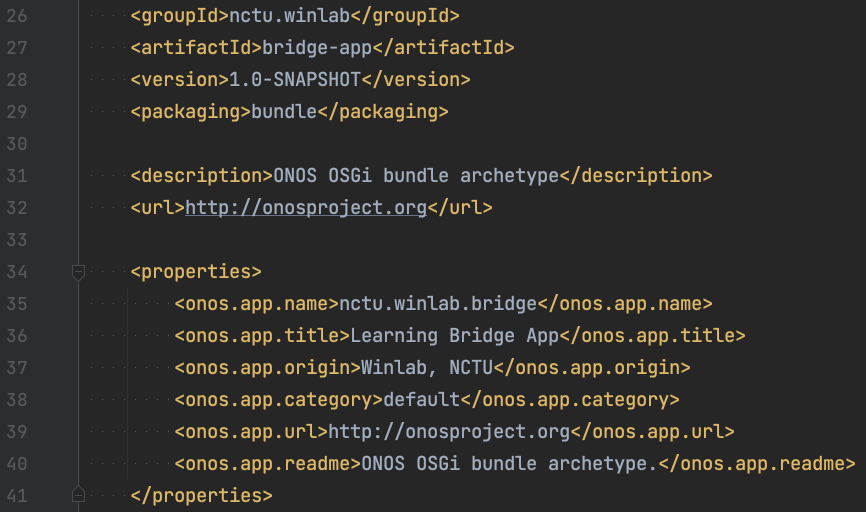 26 <groupId>nctu.winlab</groupId>
27 <artifactId>bridge-app</artifactId>
28 <version>1.0-SNAPSHOT</version>
29 <packaging>bundle</packaging>
30
31 <description>ONOS OSGi bundle archetype</description>
32 <url>http://onosproject.org</url>
33
34 <properties>
35 <onos.app.name>nctu.winlab.bridge</onos.app.name>
36 <onos.app.title>Learning Bridge App</onos.app.title>
37 <onos.app.origin>Winlab, NCTU</onos.app.origin>
38 <onos.app.category>default</onos.app.category>
39 <onos.app.url>http://onosproject.org</onos.app.url>
40 <onos.app.readme>ONOS OSGi bundle archetype.</onos.app.readme>
41 </properties>